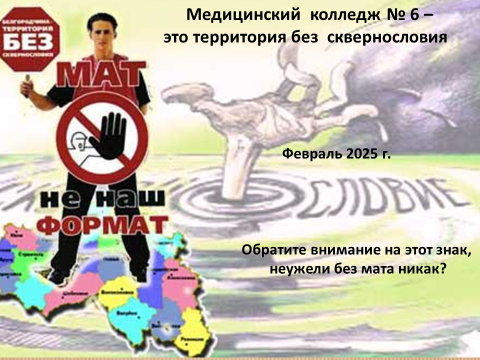 Медицинский колледж № 6 –
это территория без сквернословия
БЕЛГОРОДЧИНА -
ТЕРРИТОРИЯ
БЕЗ
СКВЕРНОСЛОВИЯ
МАТ
не наш
ФОРМАТ
Февраль 2025 г.
СЛОВИЕ
Обратите внимание на этот знак,
неужели без мата никак?